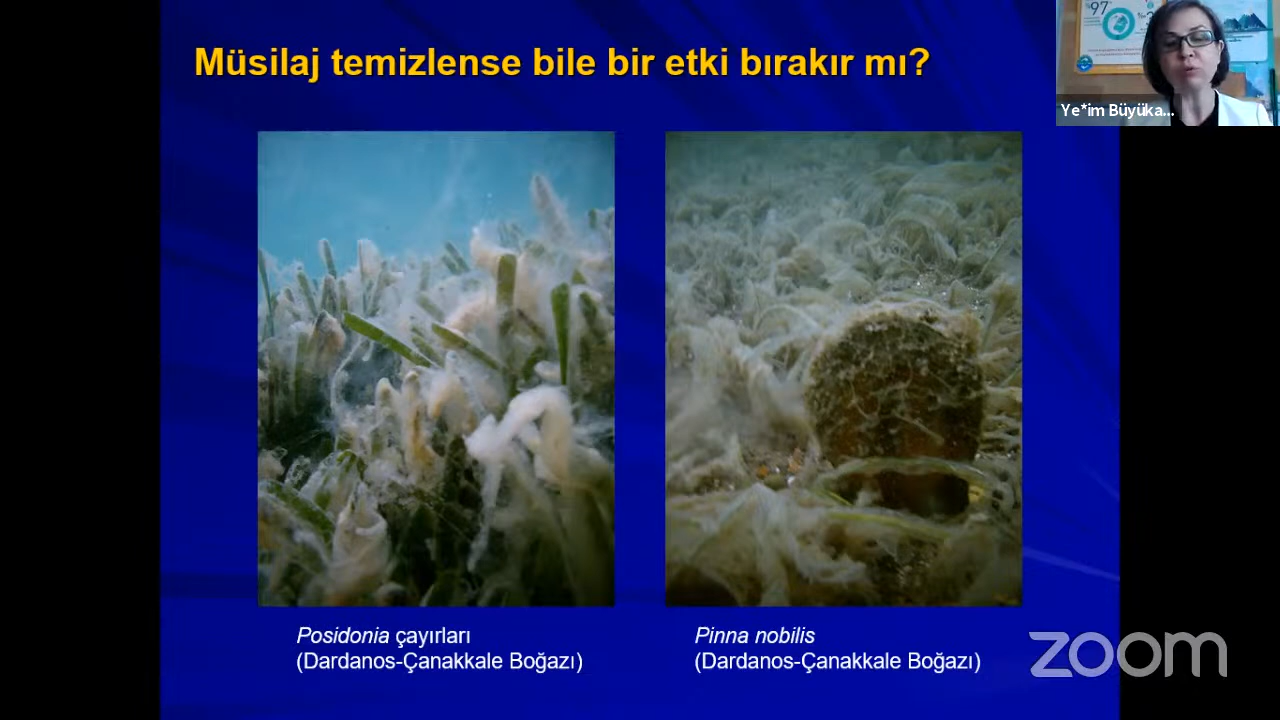 Müsilaj temizlense bile bir etki bırakır mı?
%97
Ye*im Büyüka...
Posidonia çayırları
(Dardanos-Çanakkale Boğazı)
Pinna nobilis
(Dardanos-Çanakkale Boğazı)
zoom